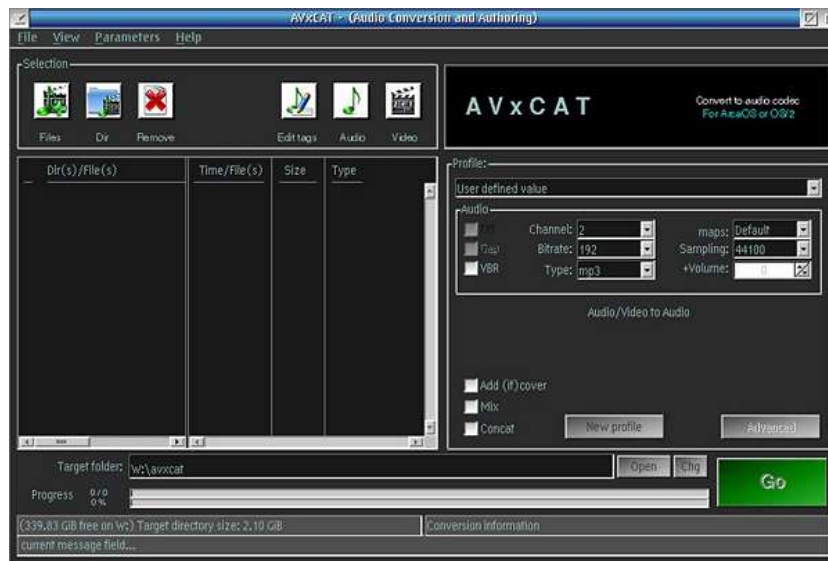 AVxCAT - (Audio Conversion and Authoring)
File View Parameters Help
Selection
Files Dir Remove Edit tags Audio Video
AVxCAT
Convert to audio codec
For ArcaOS or OS/2
Dir(s)/File(s) Time/File(s) Size Type
Profile:
User defined value
Audio
Channel: 2 maps: Default
Bitrate: 192 Sampling: 44100
VBR Type: mp3 +Volume: 0
Audio/Video to Audio
Add (if)cover
Mix
Concat New profile Advanced
Target folder: W:\avxcat Open Chg
Go
Progress 0/0
0 %
(339.83 GiB free on W:) Target directory size: 2.10 GiB Conversion information
current message field...